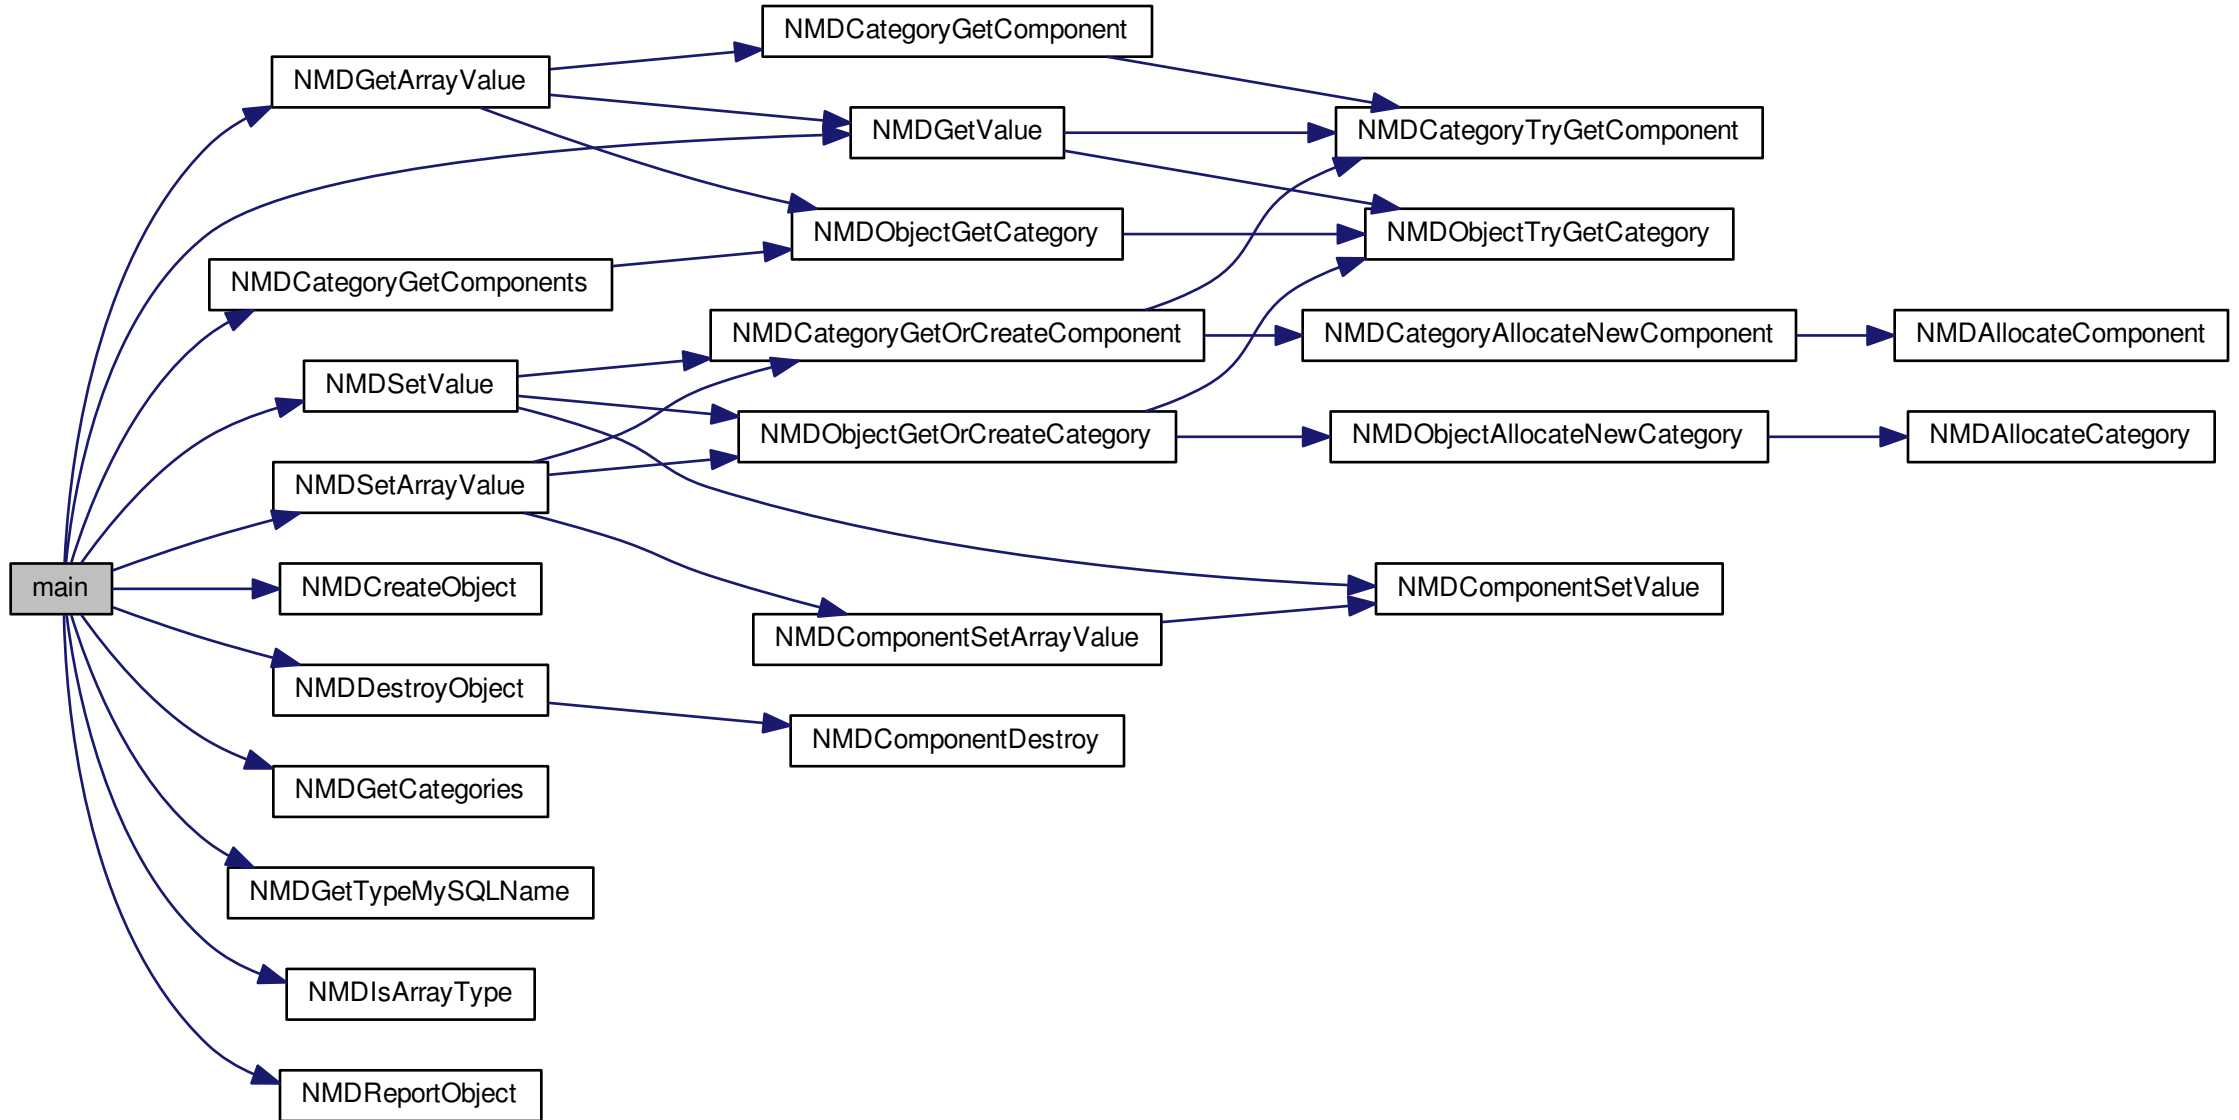 NMDCategoryGetComponent
NMDGetArrayValue
NMDGetValue
NMDCategoryTryGetComponent
NMDObjectGetCategory
NMDObjectTryGetCategory
NMDCategoryGetComponents
NMDCategoryGetOrCreateComponent
NMDCategoryAllocateNewComponent
NMDAllocateComponent
NMDSetValue
NMDObjectGetOrCreateCategory
NMDObjectAllocateNewCategory
NMDAllocateCategory
NMDSetArrayValue
main
NMDCreateObject
NMDComponentSetValue
NMDComponentSetArrayValue
NMDDestroyObject
NMDComponentDestroy
NMDGetCategories
NMDGetTypeMySQLName
NMDIsArrayType
NMDReportObject